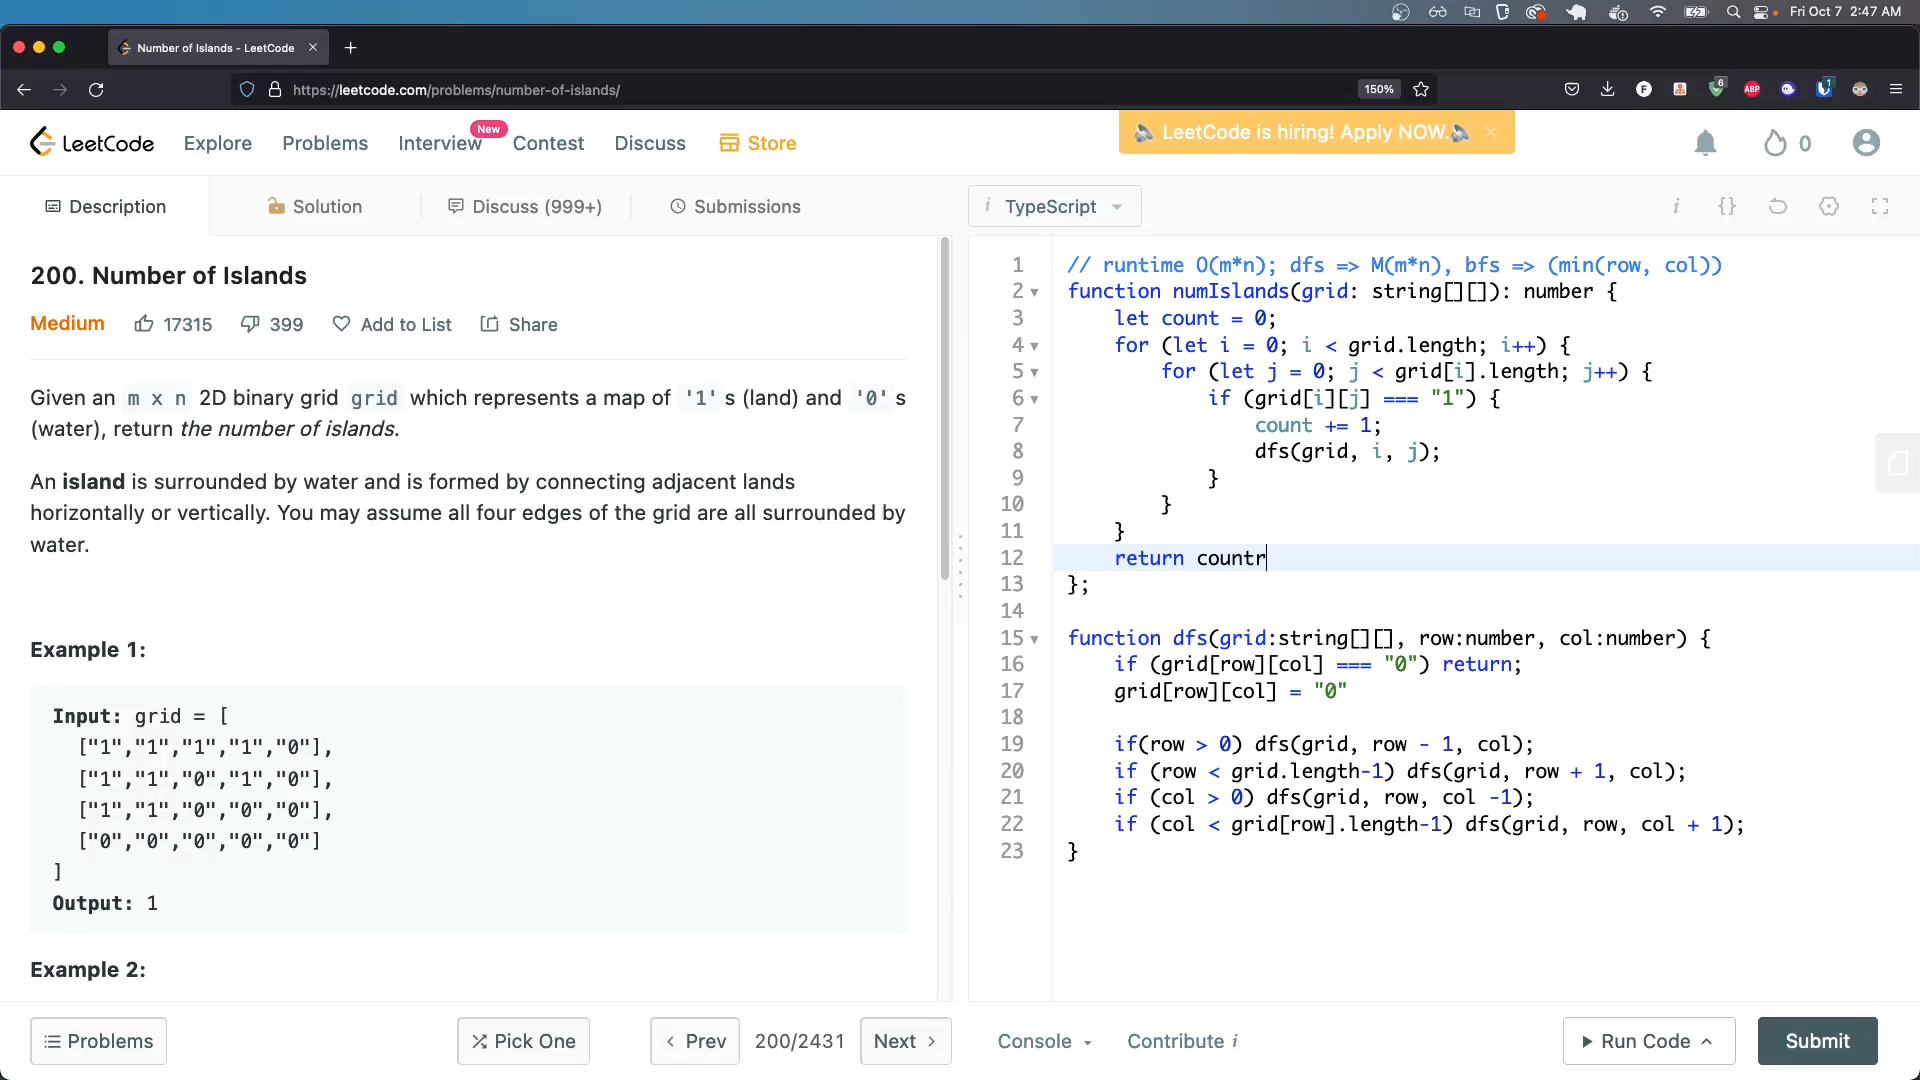 Fri Oct 7 2:47 AM
Number of Islands - LeetCode
https://leetcode.com/problems/number-of-islands/
150%
6
ABP
1
LeetCode
Explore
Problems
Interview
New
Contest
Discuss
Store
LeetCode is hiring! Apply NOW.
0
Description
Solution
Discuss (999+)
Submissions
i TypeScript
i {}
200. Number of Islands
Medium 17315 399 Add to List Share
Given an m x n 2D binary grid grid which represents a map of '1' s (land) and '0' s
(water), return the number of islands.
An island is surrounded by water and is formed by connecting adjacent lands
horizontally or vertically. You may assume all four edges of the grid are all surrounded by
water.
Example 1:
Input: grid = [
["1","1","1","1","0"],
["1","1","0","1","0"],
["1","1","0","0","0"],
["0","0","0","0","0"]
]
Output: 1
Example 2:
1 // runtime O(m*n); dfs => M(m*n), bfs => (min(row, col))
2 function numIslands(grid: string[][]): number {
3 let count = 0;
4 for (let i = 0; i < grid.length; i++) {
5 for (let j = 0; j < grid[i].length; j++) {
6 if (grid[i][j] === "1") {
7 count += 1;
8 dfs(grid, i, j);
9 }
10 }
11 }
12 return countr
13 };
14
15 function dfs(grid:string[][], row:number, col:number) {
16 if (grid[row][col] === "0") return;
17 grid[row][col] = "0"
18
19 if(row > 0) dfs(grid, row - 1, col);
20 if (row < grid.length-1) dfs(grid, row + 1, col);
21 if (col > 0) dfs(grid, row, col -1);
22 if (col < grid[row].length-1) dfs(grid, row, col + 1);
23 }
Problems
Pick One
Prev
200/2431
Next
Console
Contribute i
Run Code
Submit